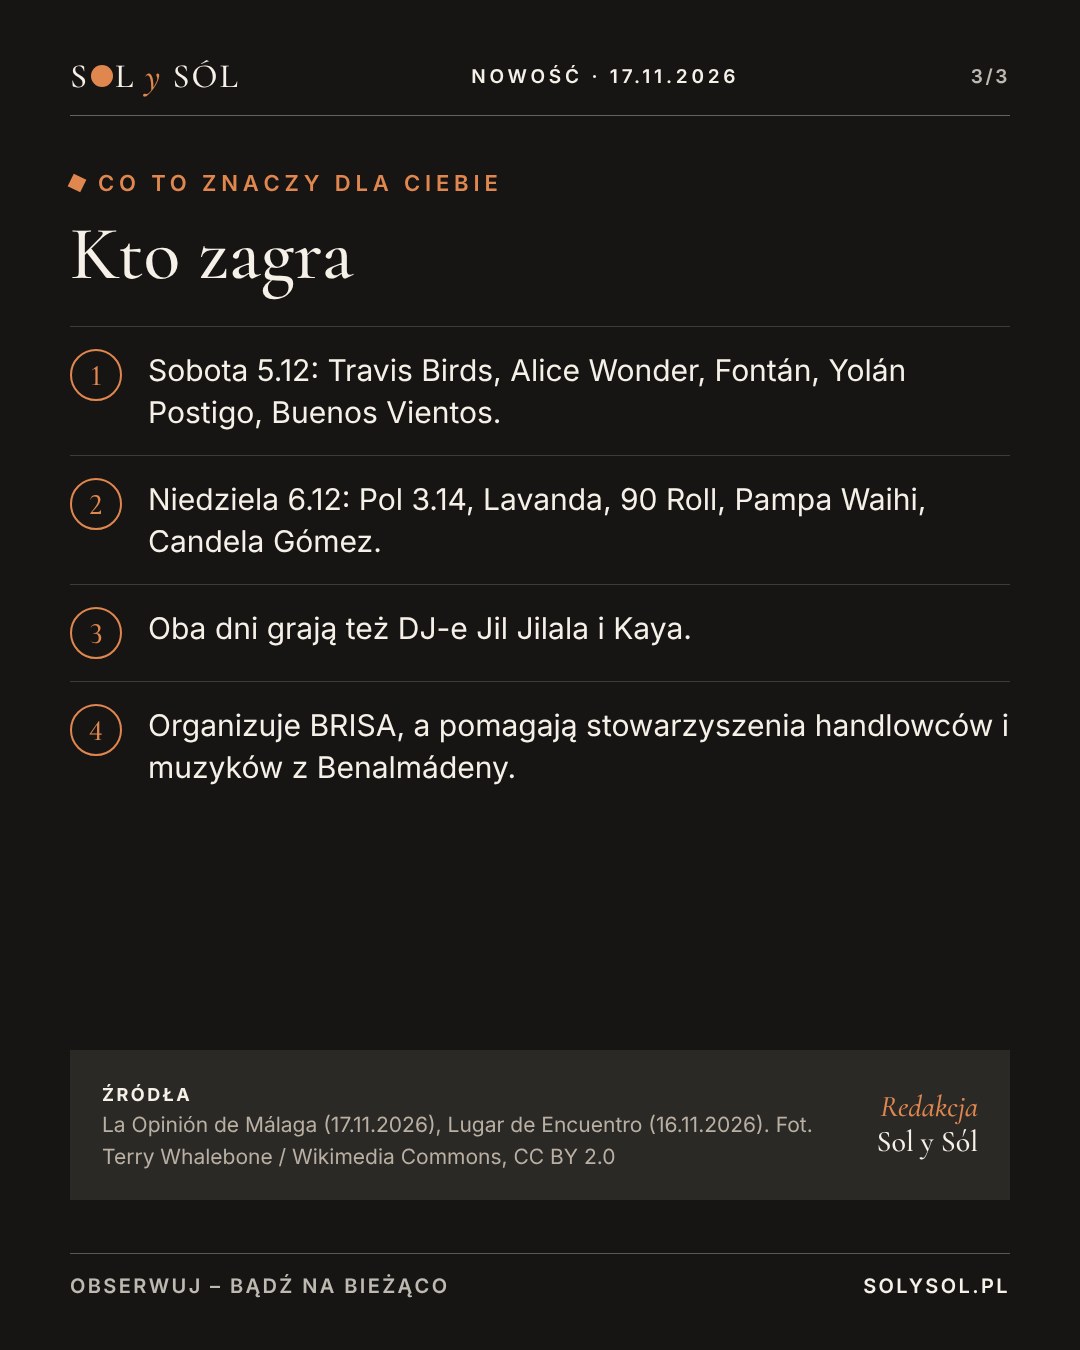 SOL y SÓL
NOWOŚĆ · 17.11.2026
3/3
CO TO ZNACZY DLA CIEBIE
Kto zagra
1
Sobota 5.12: Travis Birds, Alice Wonder, Fontán, Yolán
Postigo, Buenos Vientos.
2
Niedziela 6.12: Pol 3.14, Lavanda, 90 Roll, Pampa Waihi,
Candela Gómez.
3
Oba dni grają też DJ-e Jil Jilala i Kaya.
4
Organizuje BRISA, a pomagają stowarzyszenia handlowców i
muzyków z Benalmádeny.
ŹRÓDŁA
La Opinión de Málaga (17.11.2026), Lugar de Encuentro (16.11.2026). Fot.
Terry Whalebone / Wikimedia Commons, CC BY 2.0
Redakcja
Sol y Sól
OBSERWUJ – BĄDŹ NA BIEŻĄCO
SOLYSOL.PL